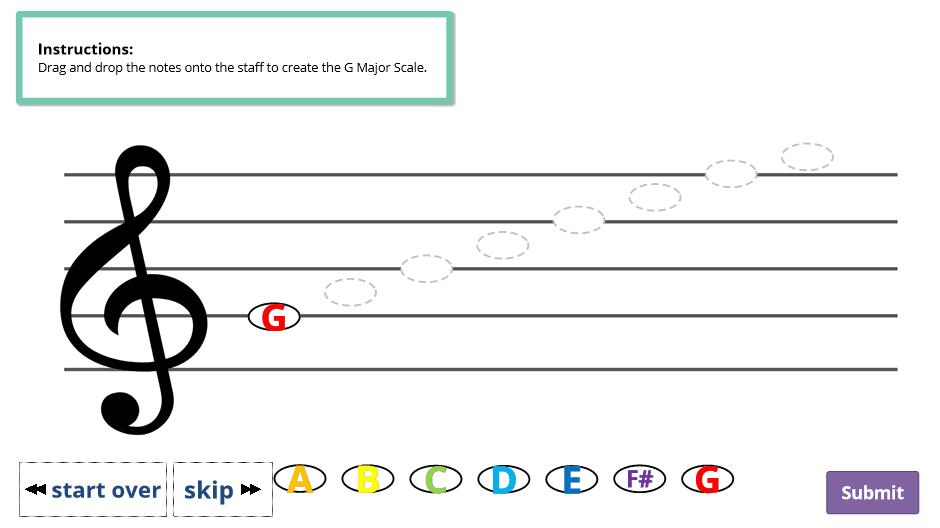 Instructions:
Drag and drop the notes onto the staff to create the G Major Scale.
G
start over
skip
A B C D E F# G
Submit